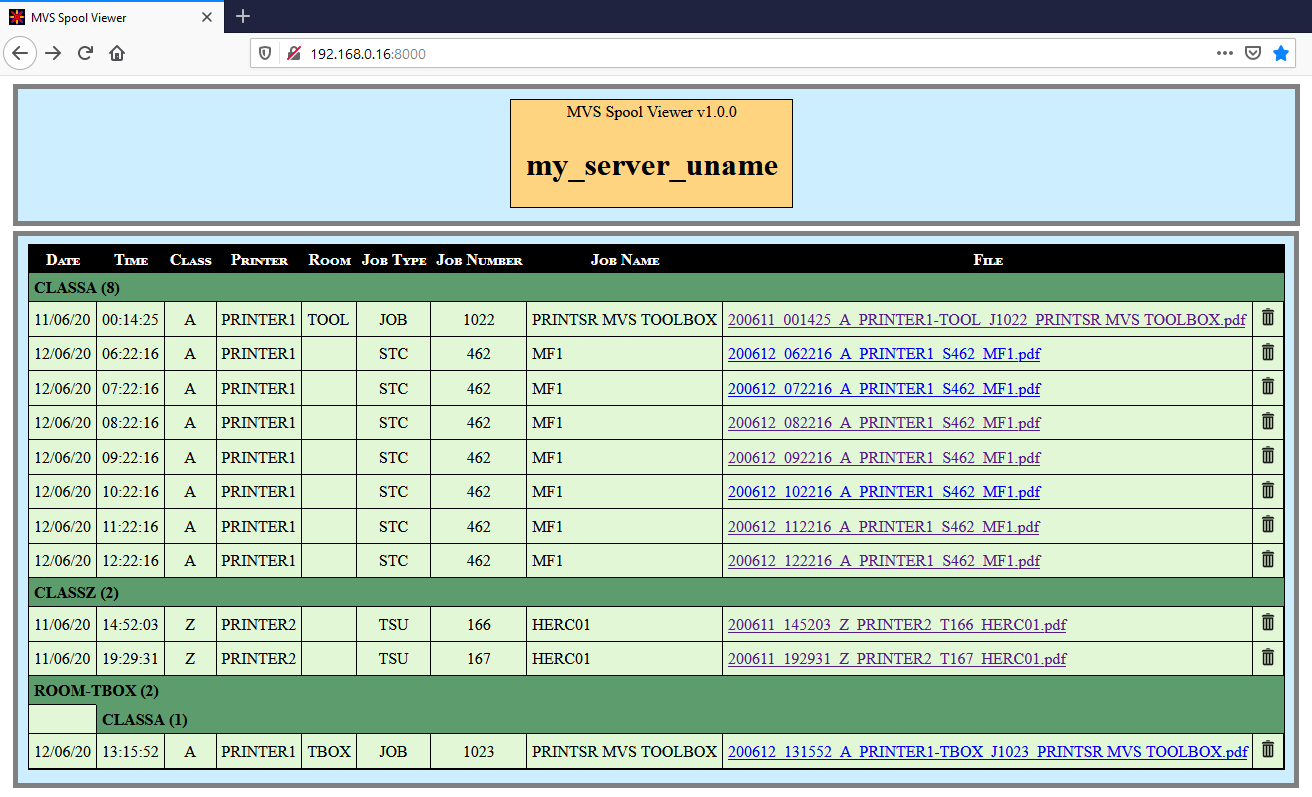 MVS Spool Viewer
192.168.0.16:8000
MVS Spool Viewer v1.0.0
my_server_uname
DATE TIME CLASS PRINTER ROOM JOB TYPE JOB NUMBER JOB NAME FILE
CLASSA (8)
11/06/20 00:14:25 A PRINTER1 TOOL JOB 1022 PRINTSR MVS TOOLBOX 200611_001425_A_PRINTER1-TOOL_J1022_PRINTSR MVS TOOLBOX.pdf
12/06/20 06:22:16 A PRINTER1 STC 462 MF1 200612_062216_A_PRINTER1_S462_MF1.pdf
12/06/20 07:22:16 A PRINTER1 STC 462 MF1 200612_072216_A_PRINTER1_S462_MF1.pdf
12/06/20 08:22:16 A PRINTER1 STC 462 MF1 200612_082216_A_PRINTER1_S462_MF1.pdf
12/06/20 09:22:16 A PRINTER1 STC 462 MF1 200612_092216_A_PRINTER1_S462_MF1.pdf
12/06/20 10:22:16 A PRINTER1 STC 462 MF1 200612_102216_A_PRINTER1_S462_MF1.pdf
12/06/20 11:22:16 A PRINTER1 STC 462 MF1 200612_112216_A_PRINTER1_S462_MF1.pdf
12/06/20 12:22:16 A PRINTER1 STC 462 MF1 200612_122216_A_PRINTER1_S462_MF1.pdf
CLASSZ (2)
11/06/20 14:52:03 Z PRINTER2 TSU 166 HERC01 200611_145203_Z_PRINTER2_T166_HERC01.pdf
11/06/20 19:29:31 Z PRINTER2 TSU 167 HERC01 200611_192931_Z_PRINTER2_T167_HERC01.pdf
ROOM-TBOX (2)
CLASSA (1)
12/06/20 13:15:52 A PRINTER1 TBOX JOB 1023 PRINTSR MVS TOOLBOX 200612_131552_A_PRINTER1-TBOX_J1023_PRINTSR MVS TOOLBOX.pdf